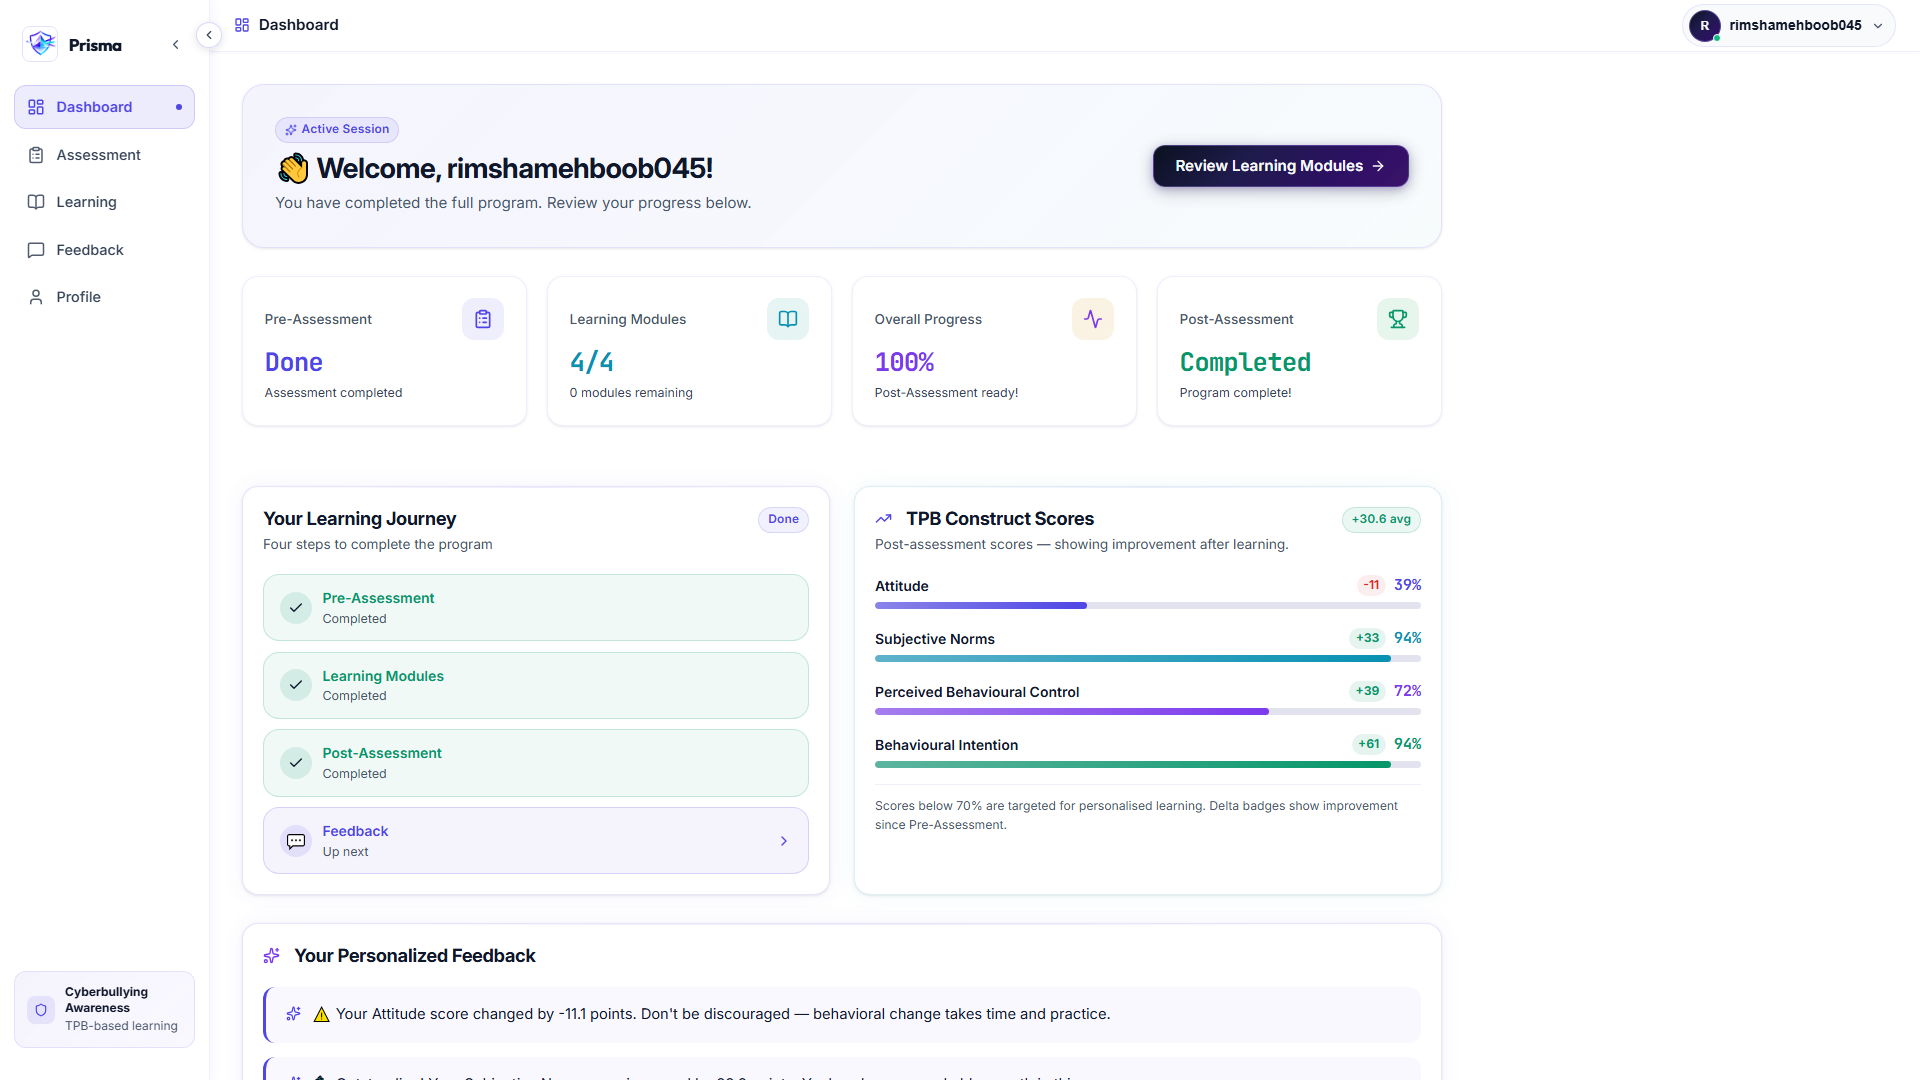 Prisma
Dashboard
Assessment
Learning
Feedback
Profile
Cyberbullying
Awareness
TPB-based learning
Dashboard
R
rimshamehboob045
Active Session
👋 Welcome, rimshamehboob045!
You have completed the full program. Review your progress below.
Review Learning Modules →
Pre-Assessment
Done
Assessment completed
Learning Modules
4/4
0 modules remaining
Overall Progress
100%
Post-Assessment ready!
Post-Assessment
Completed
Program complete!
Your Learning Journey
Done
Four steps to complete the program
Pre-Assessment
Completed
Learning Modules
Completed
Post-Assessment
Completed
Feedback
Up next
TPB Construct Scores
+30.6 avg
Post-assessment scores — showing improvement after learning.
Attitude
-11 39%
Subjective Norms
+33 94%
Perceived Behavioural Control
+39 72%
Behavioural Intention
+61 94%
Scores below 70% are targeted for personalised learning. Delta badges show improvement
since Pre-Assessment.
Your Personalized Feedback
⚠️ Your Attitude score changed by -11.1 points. Don't be discouraged — behavioral change takes time and practice.